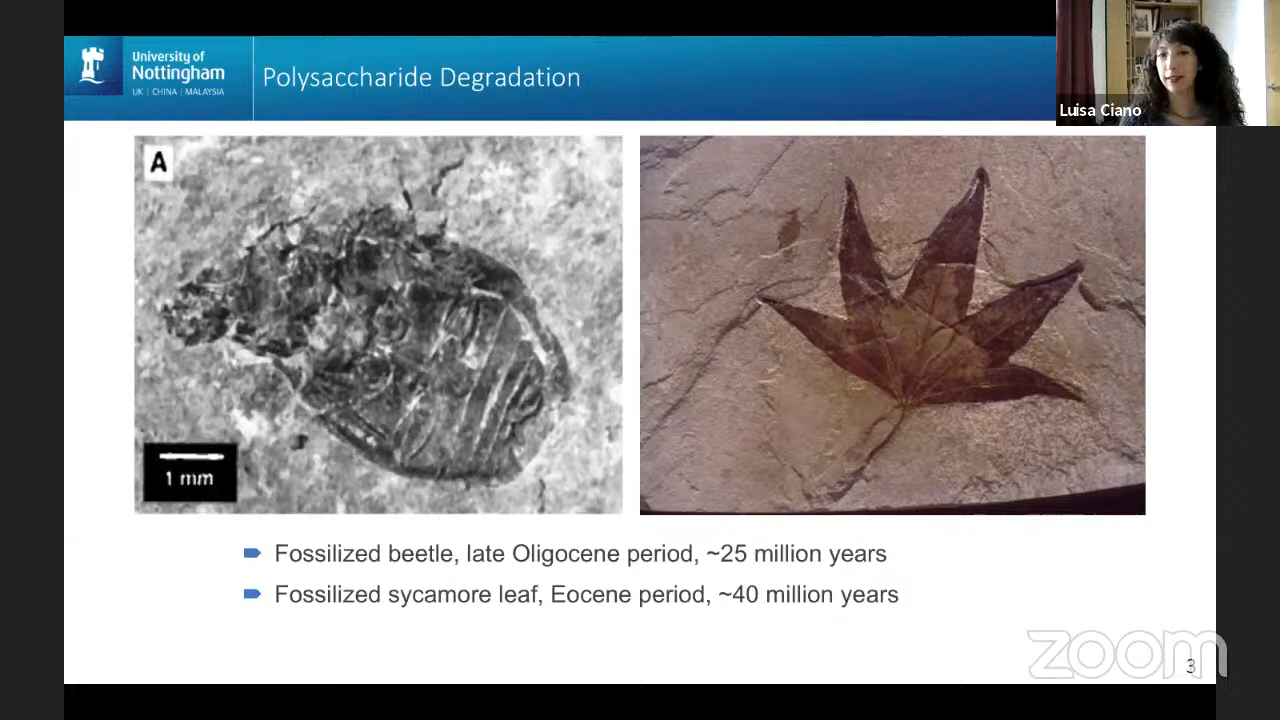 University of
Nottingham
UK | CHINA | MALAYSIA
Polysaccharide Degradation
Luisa Ciano
A
1 mm
Fossilized beetle, late Oligocene period, ~25 million years
Fossilized sycamore leaf, Eocene period, ~40 million years
zoom
3